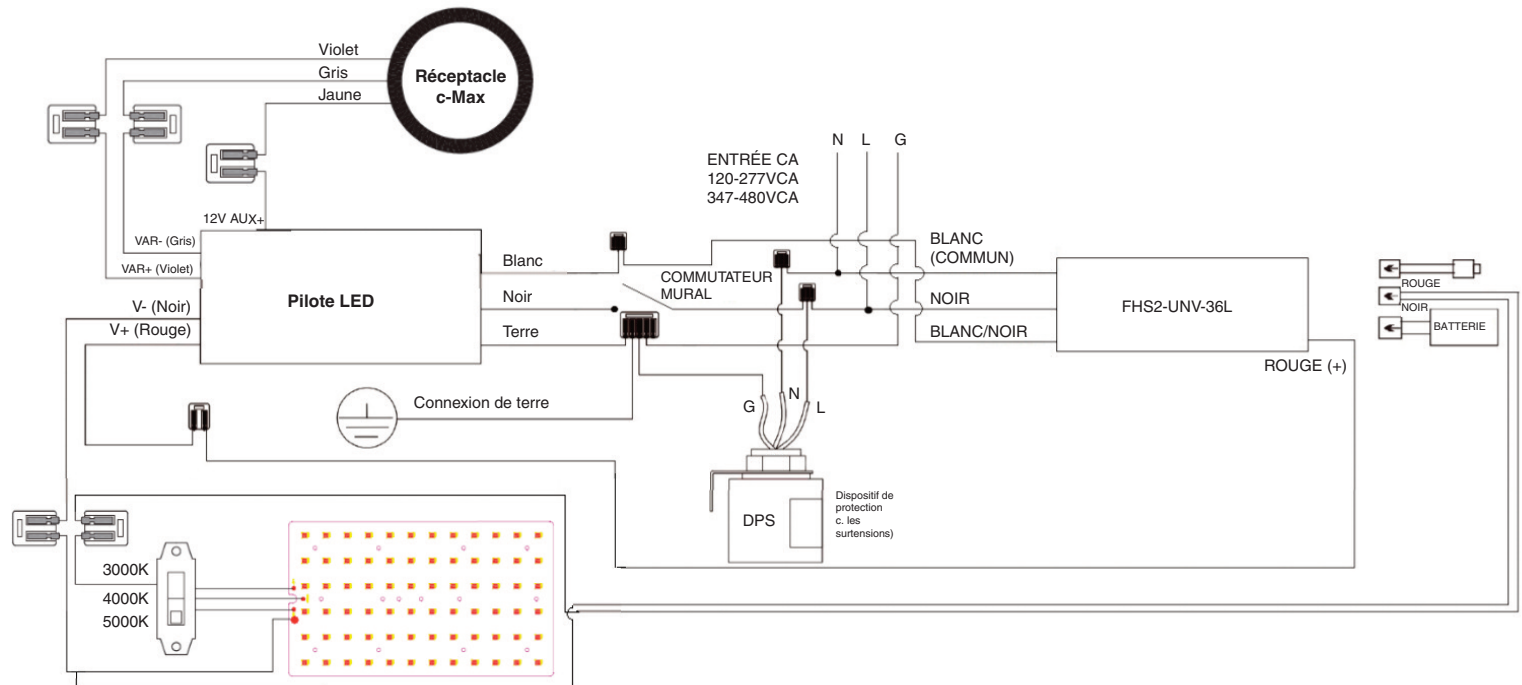 Violet
Gris
Jaune
Réceptacle
c-Max
N L G
ENTRÉE CA
120-277VCA
347-480VCA
12V AUX+
VAR- (Gris)
VAR+ (Violet)
V- (Noir)
V+ (Rouge)
Pilote LED
Blanc
Noir
Terre
COMMUTATEUR
MURAL
BLANC
(COMMUN)
NOIR
BLANC/NOIR
FHS2-UNV-36L
ROUGE (+)
ROUGE
NOIR
BATTERIE
Connexion de terre
G N L
DPS
Dispositif de
protection
c. les
surtensions)
3000K
4000K
5000K